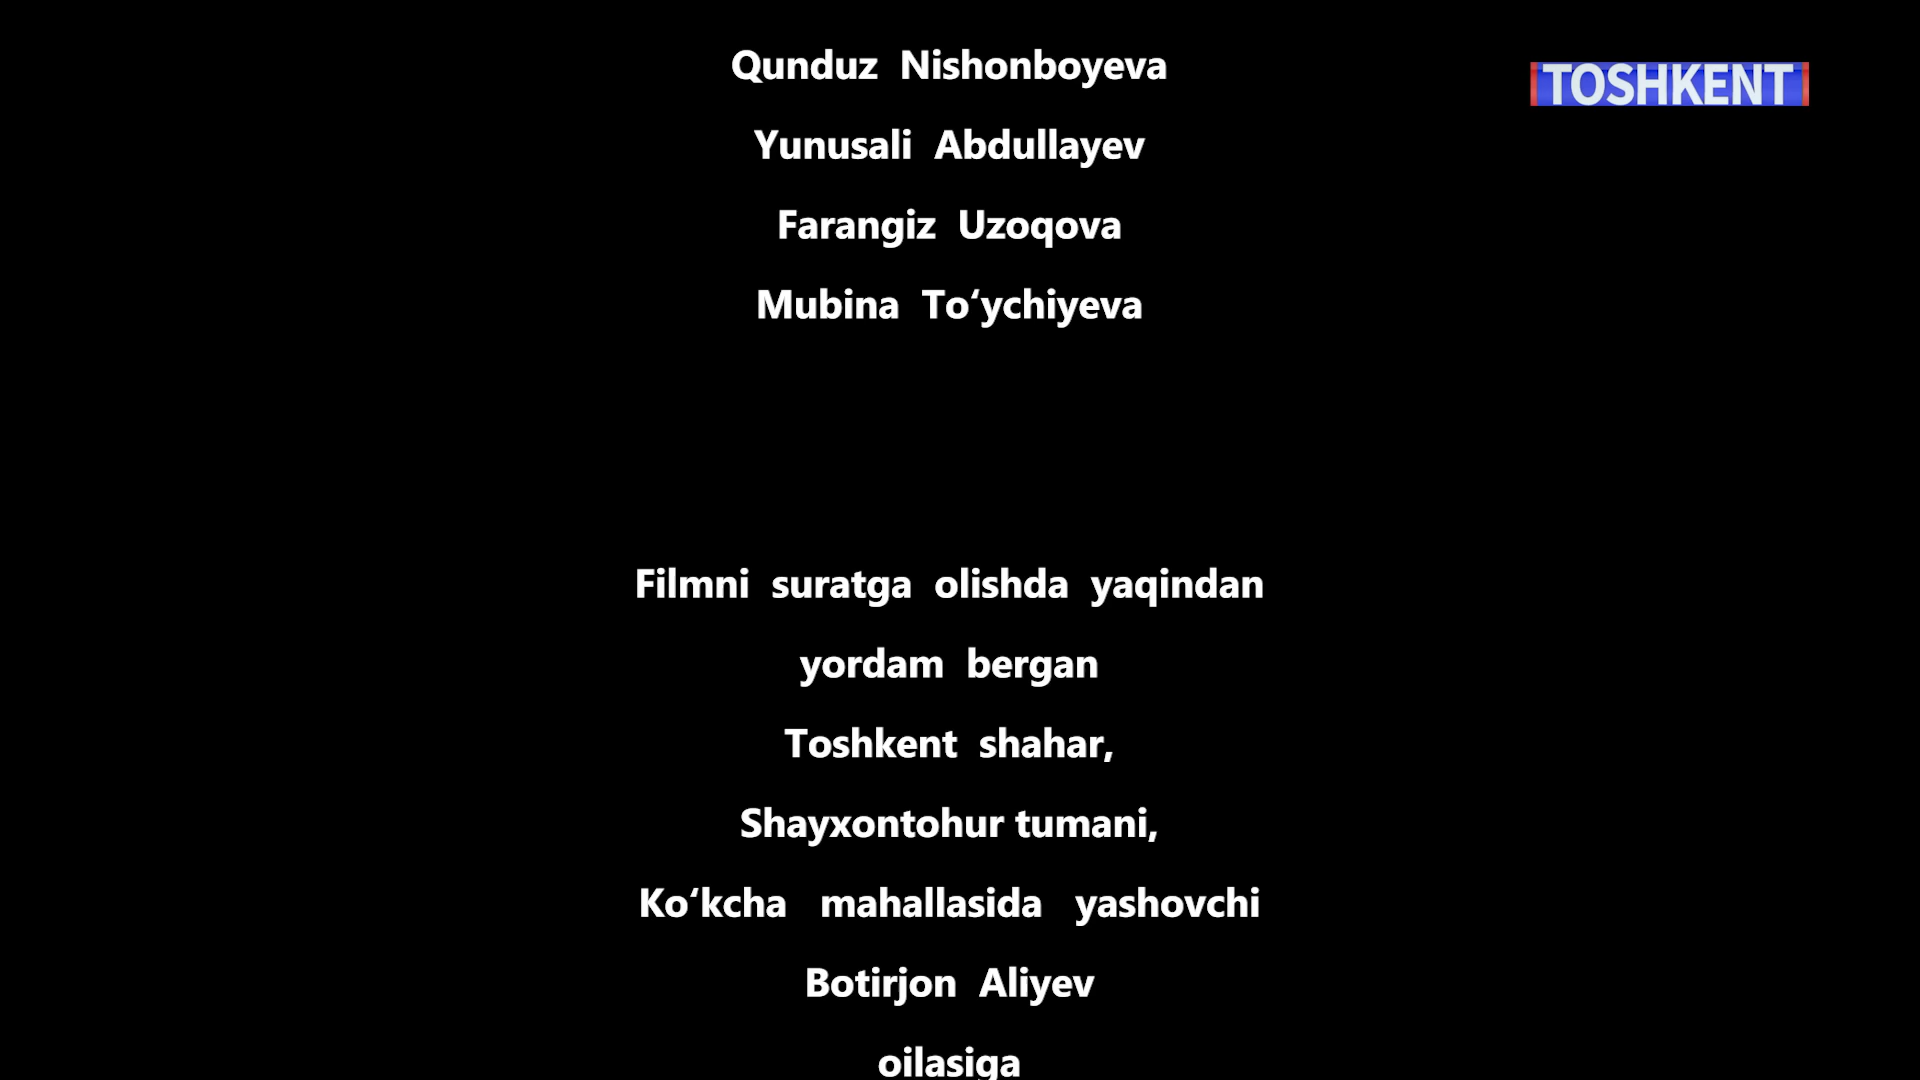 Qunduz Nishonboyeva
TOSHKENT
Yunusali Abdullayev
Farangiz Uzoqova
Mubina To‘ychiyeva
Filmni suratga olishda yaqindan
yordam bergan
Toshkent shahar,
Shayxontohur tumani,
Ko‘kcha mahallasida yashovchi
Botirjon Aliyev
oilasiga